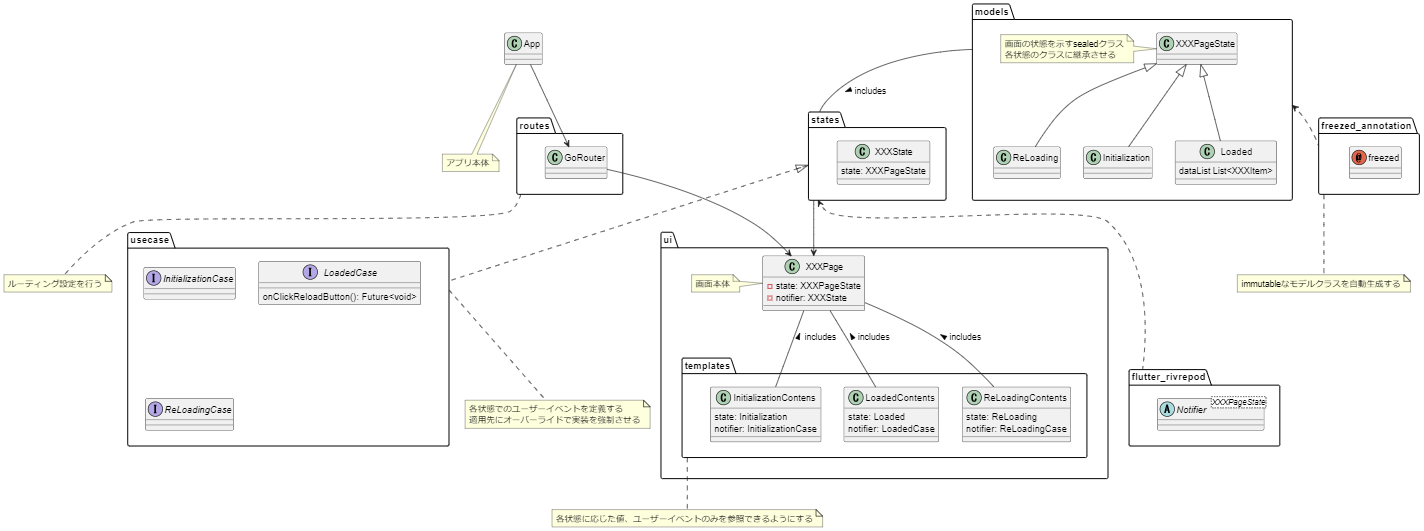 models
画面の状態を示すsealedクラス
各状態のクラスに継承させる
C XXXPageState
C App
includes
routes
states
freezed_annotation
アプリ本体
C GoRouter
C XXXState
state: XXXPageState
C ReLoading
C Initialization
C Loaded
dataList List<XXXItem>
@ freezed
usecase
ui
I InitializationCase
I LoadedCase
onClickReloadButton(): Future<void>
ルーティング設定を行う
画面本体
C XXXPage
state: XXXPageState
notifier: XXXState
immutableなモデルクラスを自動生成する
includes
includes
includes
templates
flutter_rivrepod
I ReLoadingCase
各状態でのユーザーイベントを定義する
適用先にオーバーライドで実装を強制させる
C InitializationContens
state: Initialization
notifier: InitializationCase
C LoadedContents
state: Loaded
notifier: LoadedCase
C ReLoadingContents
state: ReLoading
notifier: ReLoadingCase
A Notifier
XXXPageState
各状態に応じた値、ユーザーイベントのみを参照できるようにする